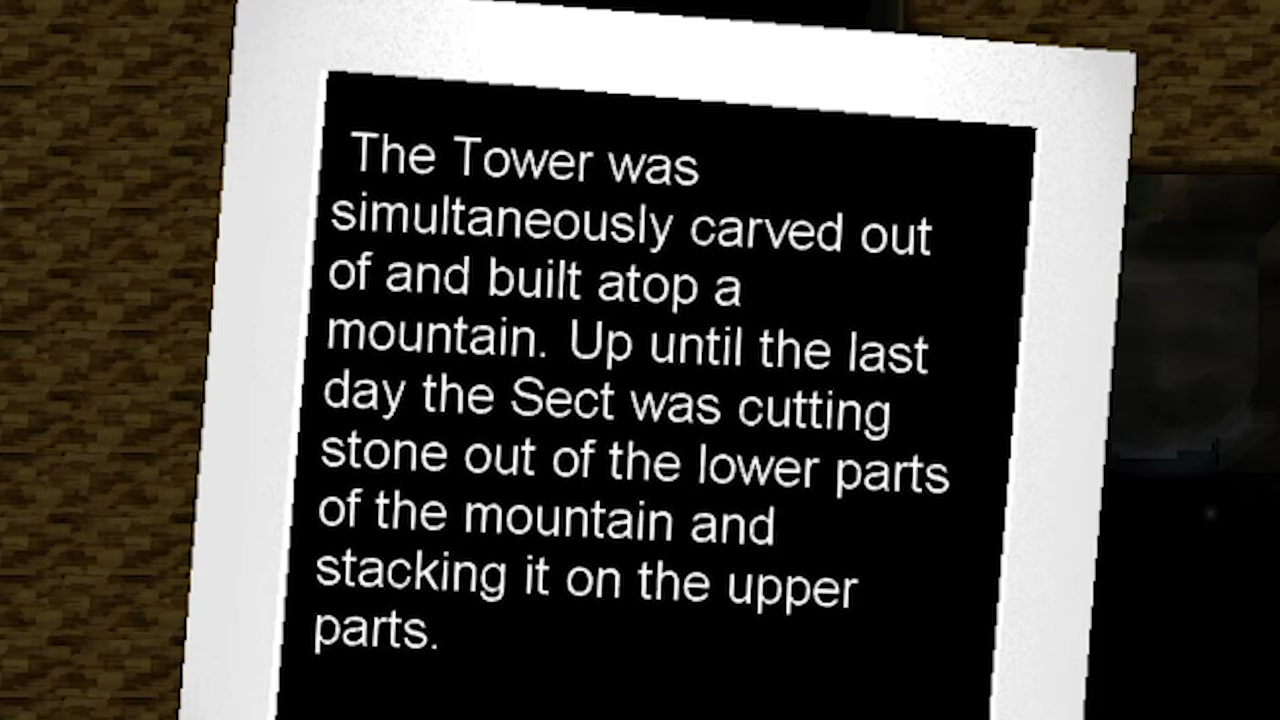 The Tower was
simultaneously carved out
of and built atop a
mountain. Up until the last
day the Sect was cutting
stone out of the lower parts
of the mountain and
stacking it on the upper
parts.